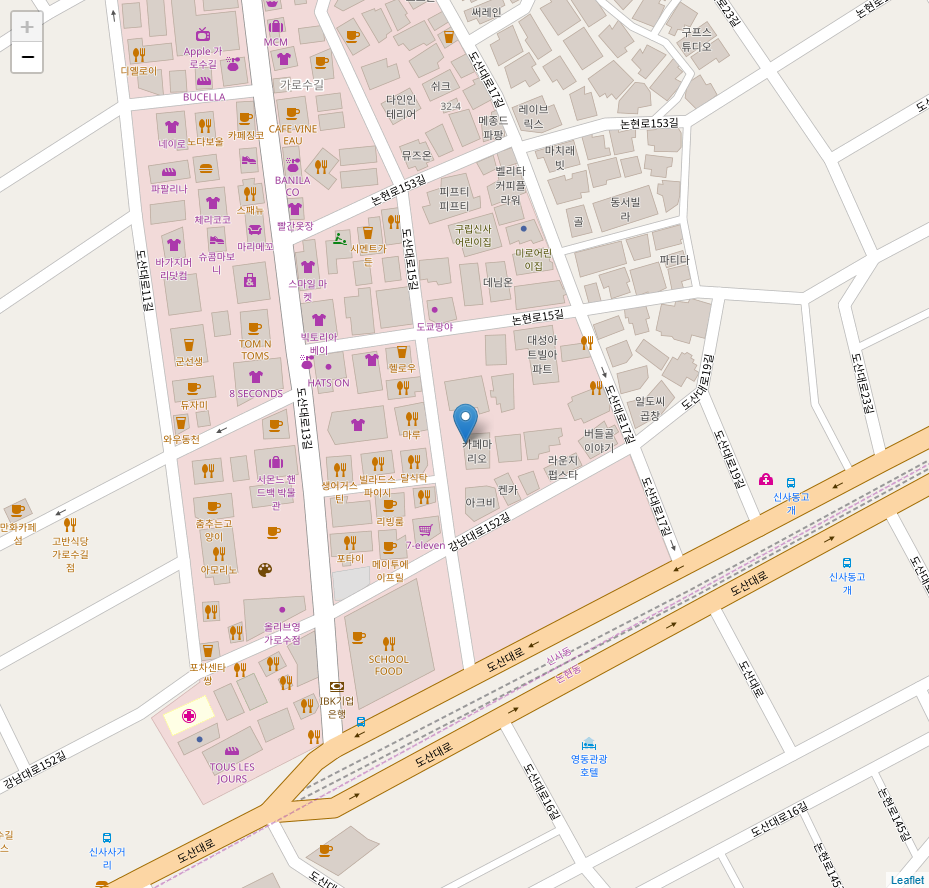 써레인
도산대로23길
논현로153길
구프스
튜디오
MCM
Apple 가
로수길
디엘로이
BUCELLA
가로수길
쉬크
32-4
다인인
테리어
도산대로17길
레이브
릭스
메종드
파팡
논현로153길
네이로
노다보울
카페싱코
CAFE VINE
EAU
뮤즈온
마치래
빗
벨리타
커피플
라워
파팔리나
스패뉴
BANILA
CO
논현로153길
피프티
피프티
동서빌
라
골
체리코코
빨간옷장
구립신사
어린이집
마로어린
이집
바가지머
리닷컴
슈콤마보
니
마리메꼬
시멘트가
든
도산대로15길
파티다
도산대로11길
스마일 마
켓
데님온
도쿄팡야
논현로15길
빅토리아
베이
TOM N
TOMS
군선생
대성아
트빌아
파트
헬로우
HATS ON
8 SECONDS
듀자미
도산대로13길
도산대로17길
일도씨
곱창
도산대로19길
도산대로23길
와우동천
마루
카페마
리오
버들골
이야기
라운지
펍스타
시몬느 핸
드백 박물
관
생어거스
틴
빌라드스
파이시
달식탁
켄카
아크비
도산대로17길
도산대로19길
신사동고
개
만화카페
섬
고반식당
가로수길
점
춤추는고
양이
리빙룸
7-eleven
강남대로152길
아모리노
포타이
메이투에
이프릴
신사동고
개
도산대로
올리브영
가로수점
포차센타
쌍
SCHOOL
FOOD
도산대로
신사동
논현동
IBK기업
은행
TOUS LES
JOURS
강남대로152길
도산대로
영동관광
호텔
도산대로16길
도산대로16길
논현로145길
신사사거
리
도산대로
Leaflet